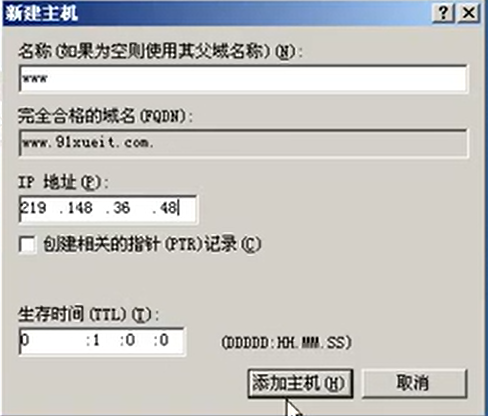 新建主机
名称(如果为空则使用其父域名称)(N):
www
完全合格的域名(FQDN):
www.91xueit.com.
IP 地址(P):
219 .148 .36 .48
创建相关的指针(PTR)记录(C)
生存时间(TTL)(T):
0 :1 :0 :0 (DDDDD:HH.MM.SS)
添加主机(H) 取消